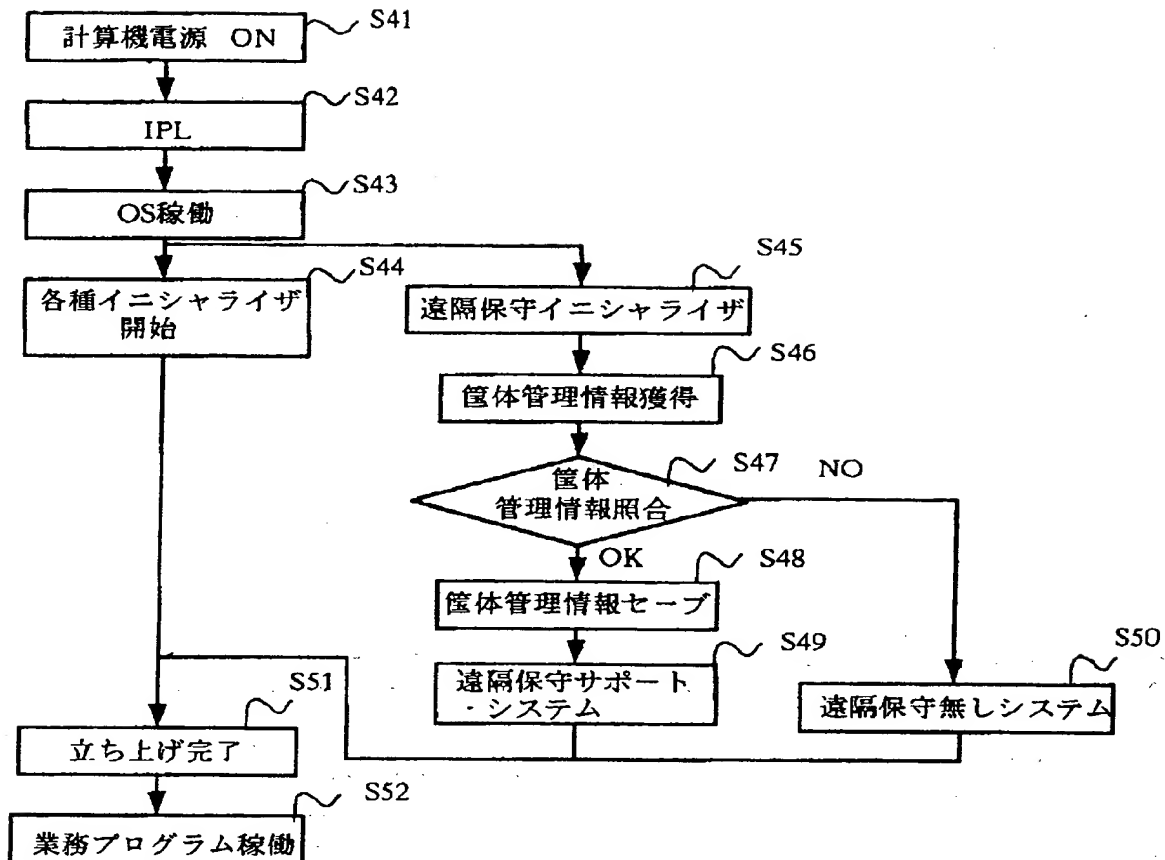 計算機電源 ON
S41
IPL
S42
OS稼働
S43
各種イニシャライザ
開始
S44
遠隔保守イニシャライザ
S45
筐体管理情報獲得
S46
筐体
管理情報照合
S47
NO
OK
筐体管理情報セーブ
S48
遠隔保守サポート
・システム
S49
遠隔保守無しシステム
S50
立ち上げ完了
S51
業務プログラム稼働
S52